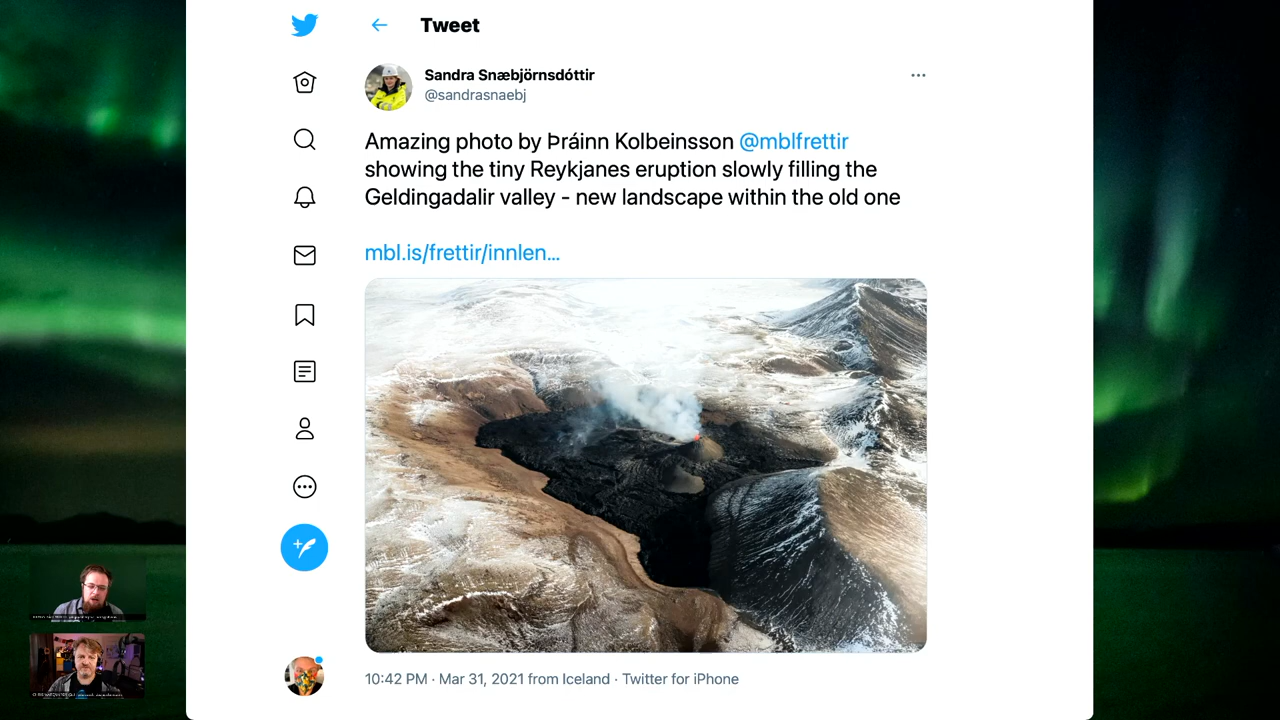 Tweet
Sandra Snæbjörnsdóttir
@sandrasnaebj
Amazing photo by Þráinn Kolbeinsson @mblfrettir
showing the tiny Reykjanes eruption slowly filling the
Geldingadalir valley - new landscape within the old one
mbl.is/frettir/innlen...
10:42 PM · Mar 31, 2021 from Iceland · Twitter for iPhone